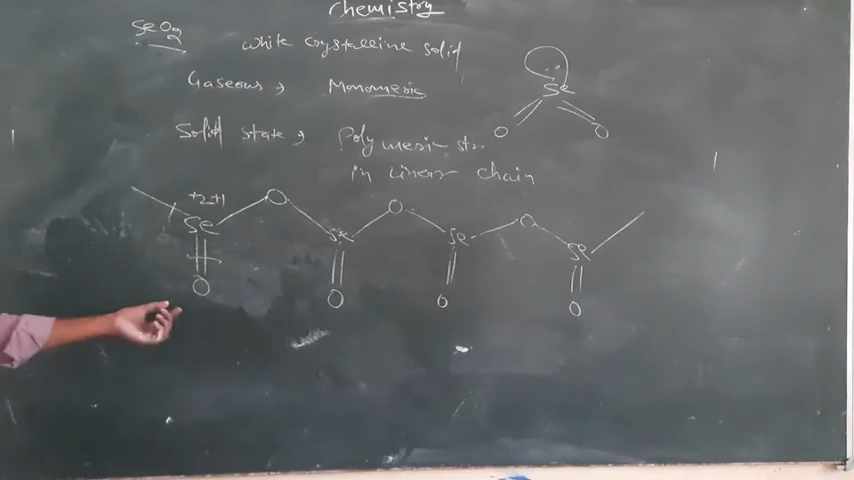 Chemistry
SeO2
white crystalline solid
Gaseous, Monomeric
Se
O O
Solid state, Polymeric str.
in Linear chain
+2+1
O O O
Se Se Se Se
O O O O